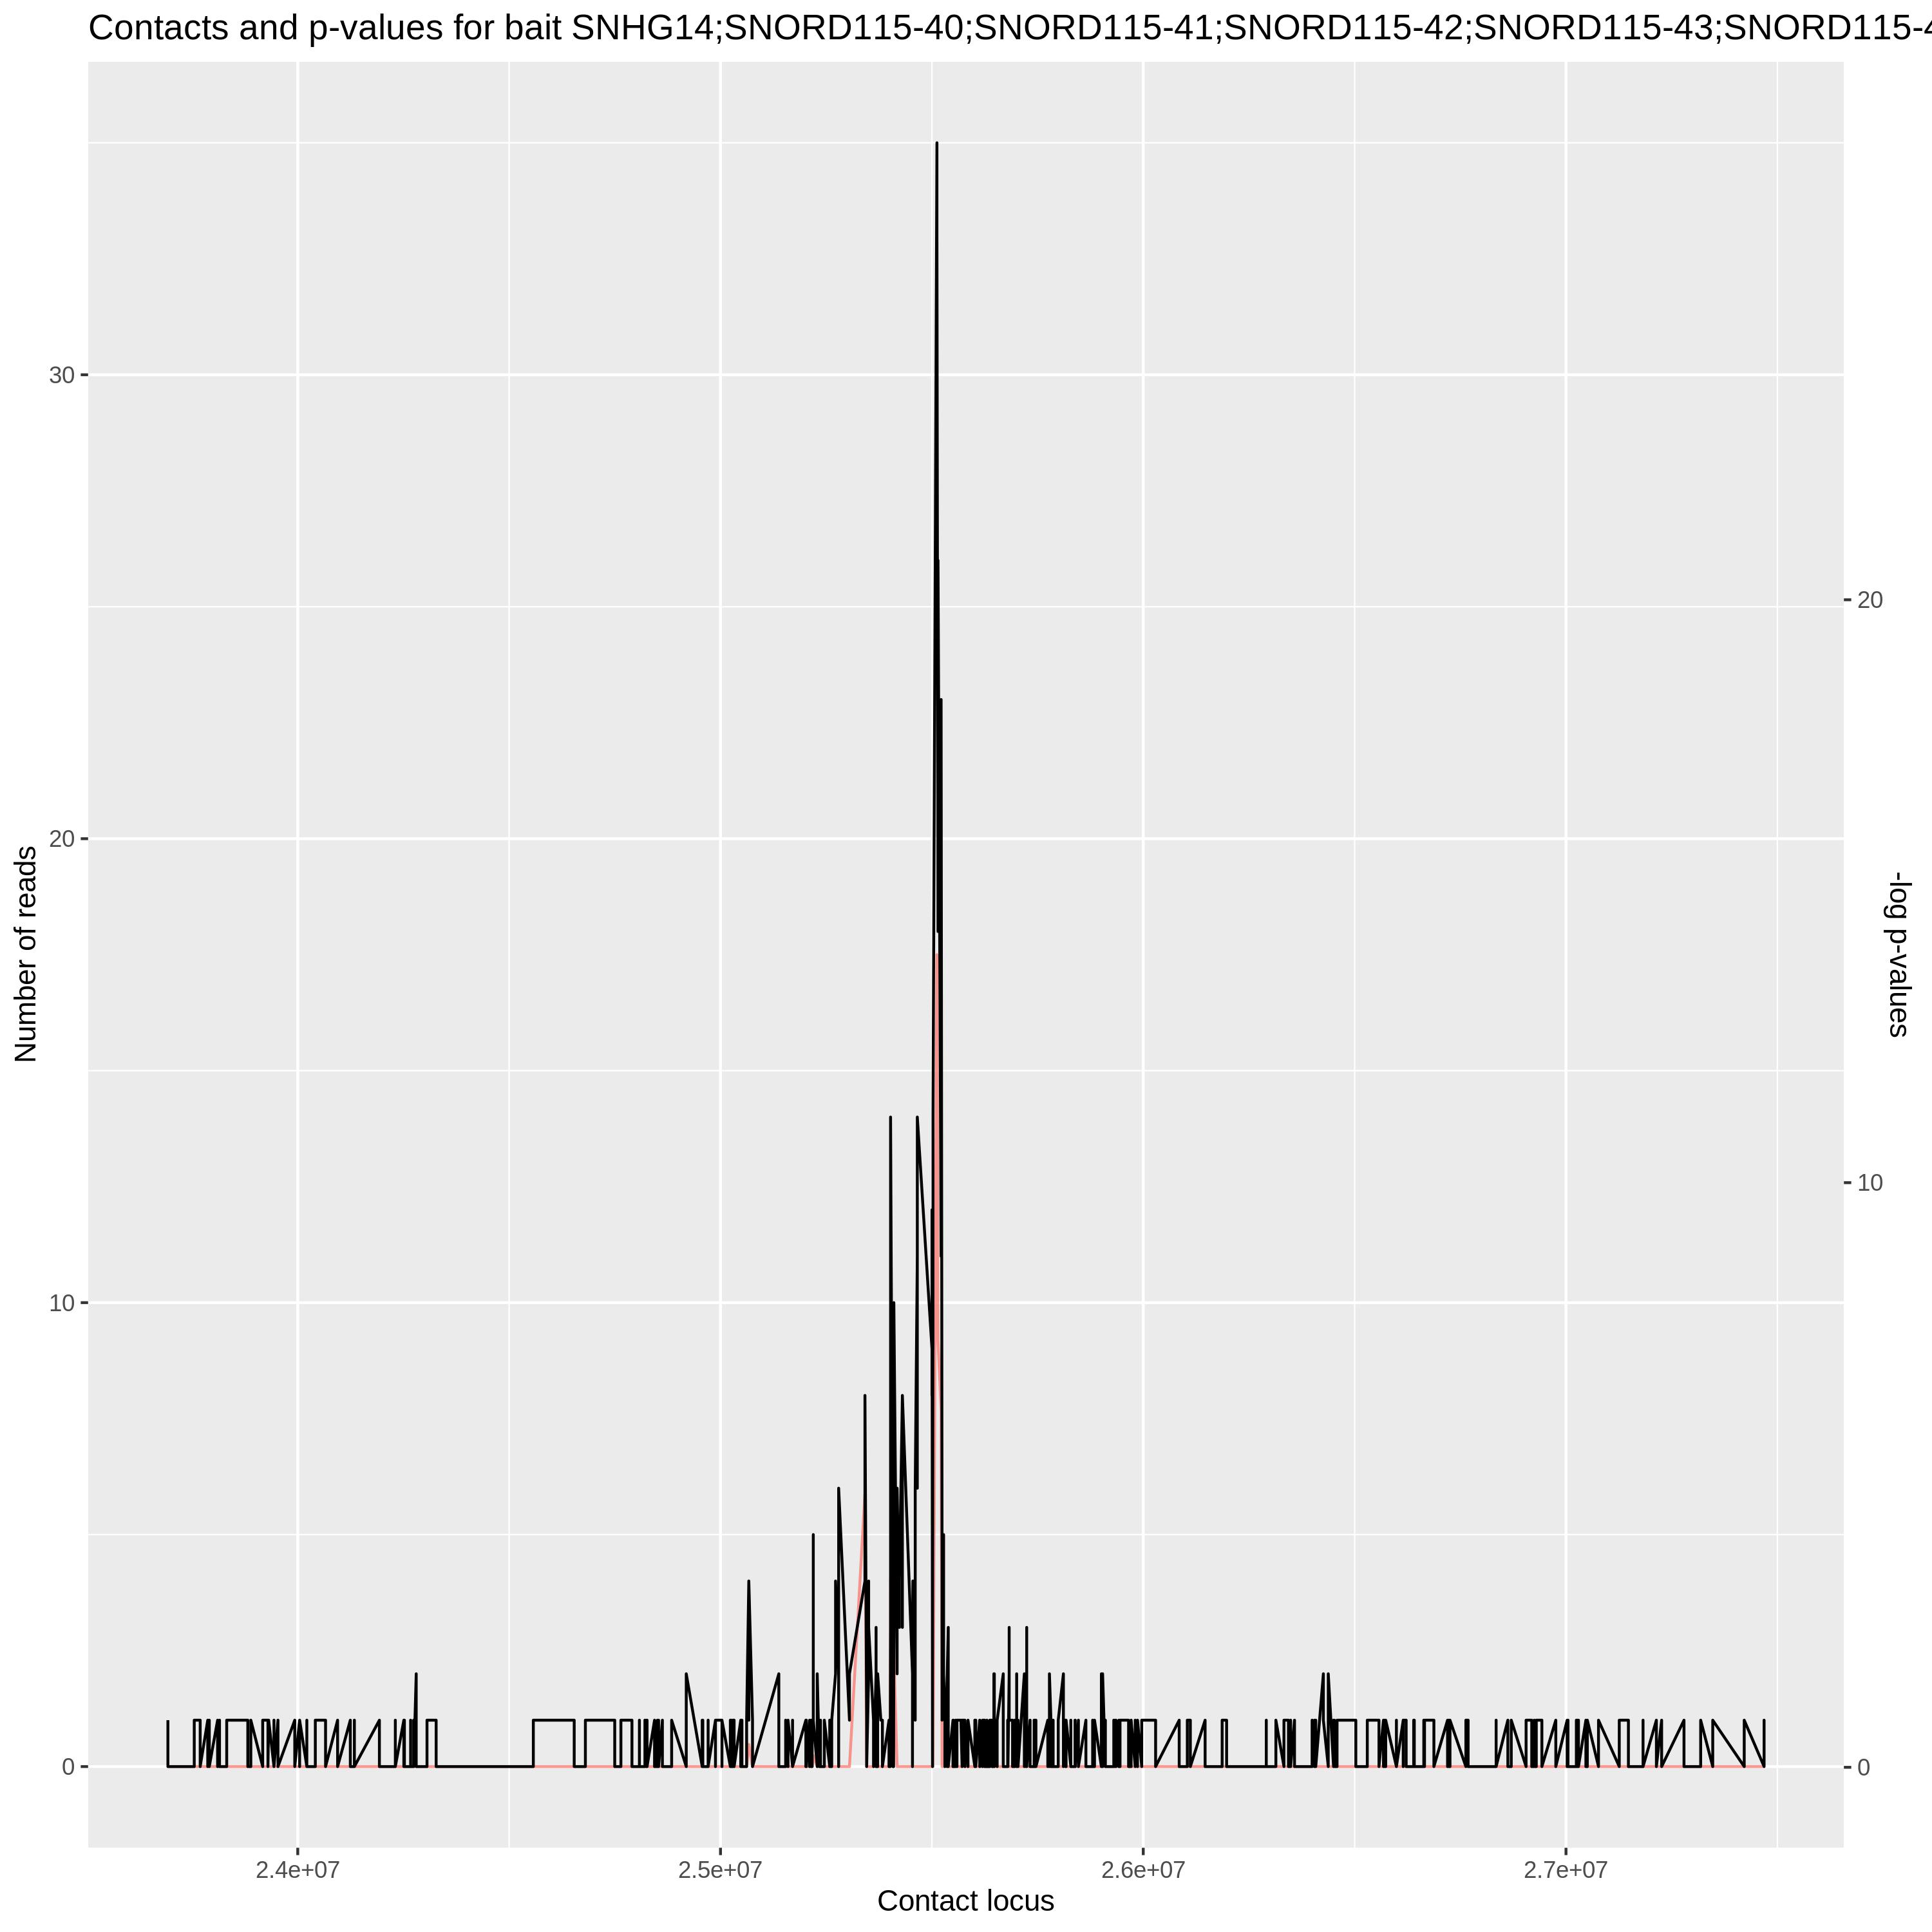 Contacts and p-values for bait SNHG14;SNORD115-40;SNORD115-41;SNORD115-42;SNORD115-43;SNORD115-4
30
20
10
0
Number of reads
20
10
0
-log p-values
2.4e+07 2.5e+07 2.6e+07 2.7e+07
Contact locus